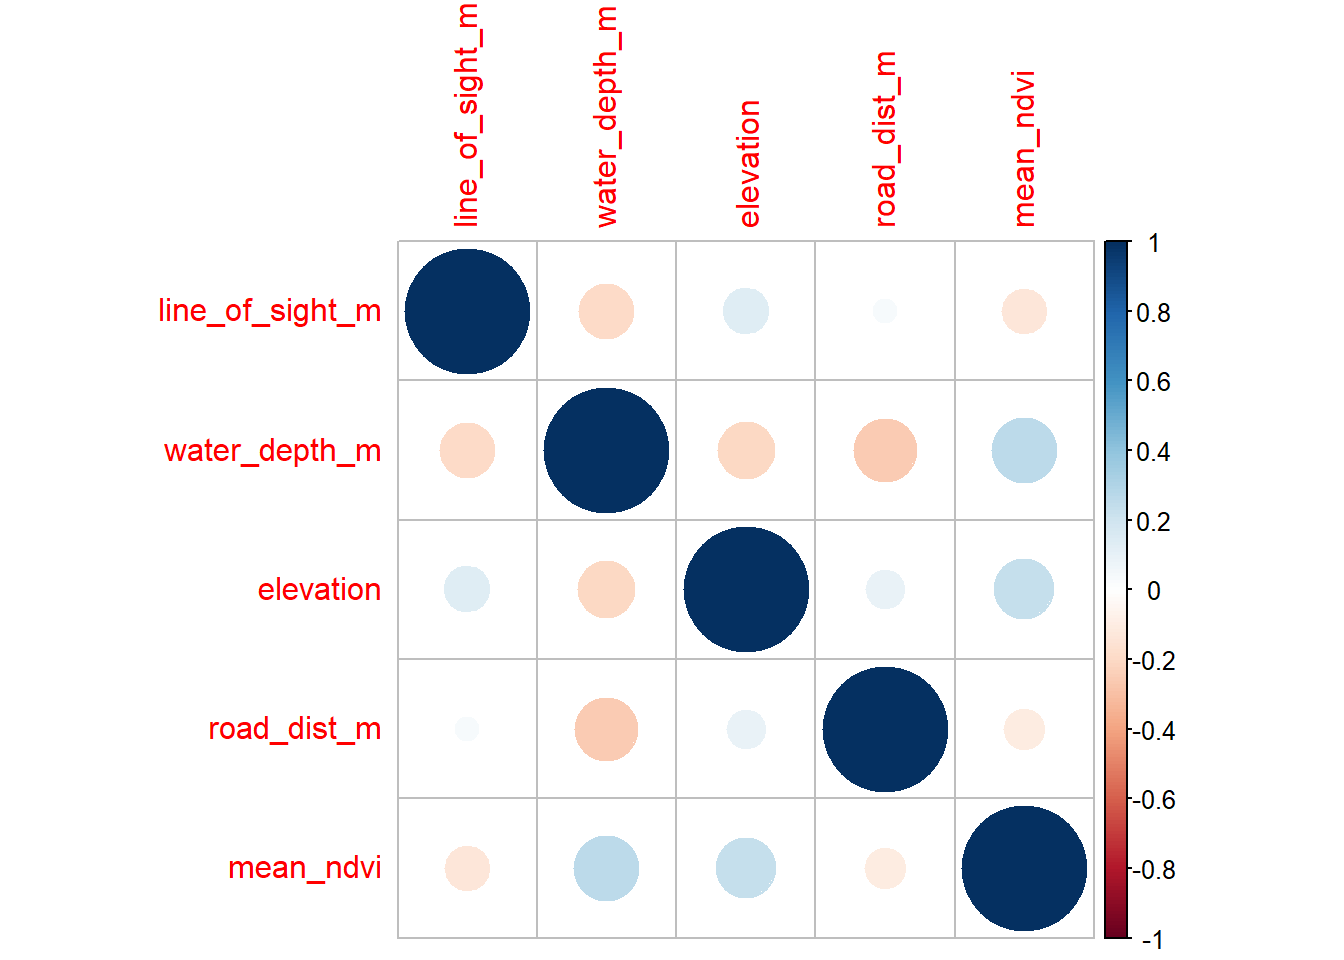 line_of_sight_m
water_depth_m
elevation
road_dist_m
mean_ndvi
line_of_sight_m
water_depth_m
elevation
road_dist_m
mean_ndvi
1
0.8
0.6
0.4
0.2
0
-0.2
-0.4
-0.6
-0.8
-1